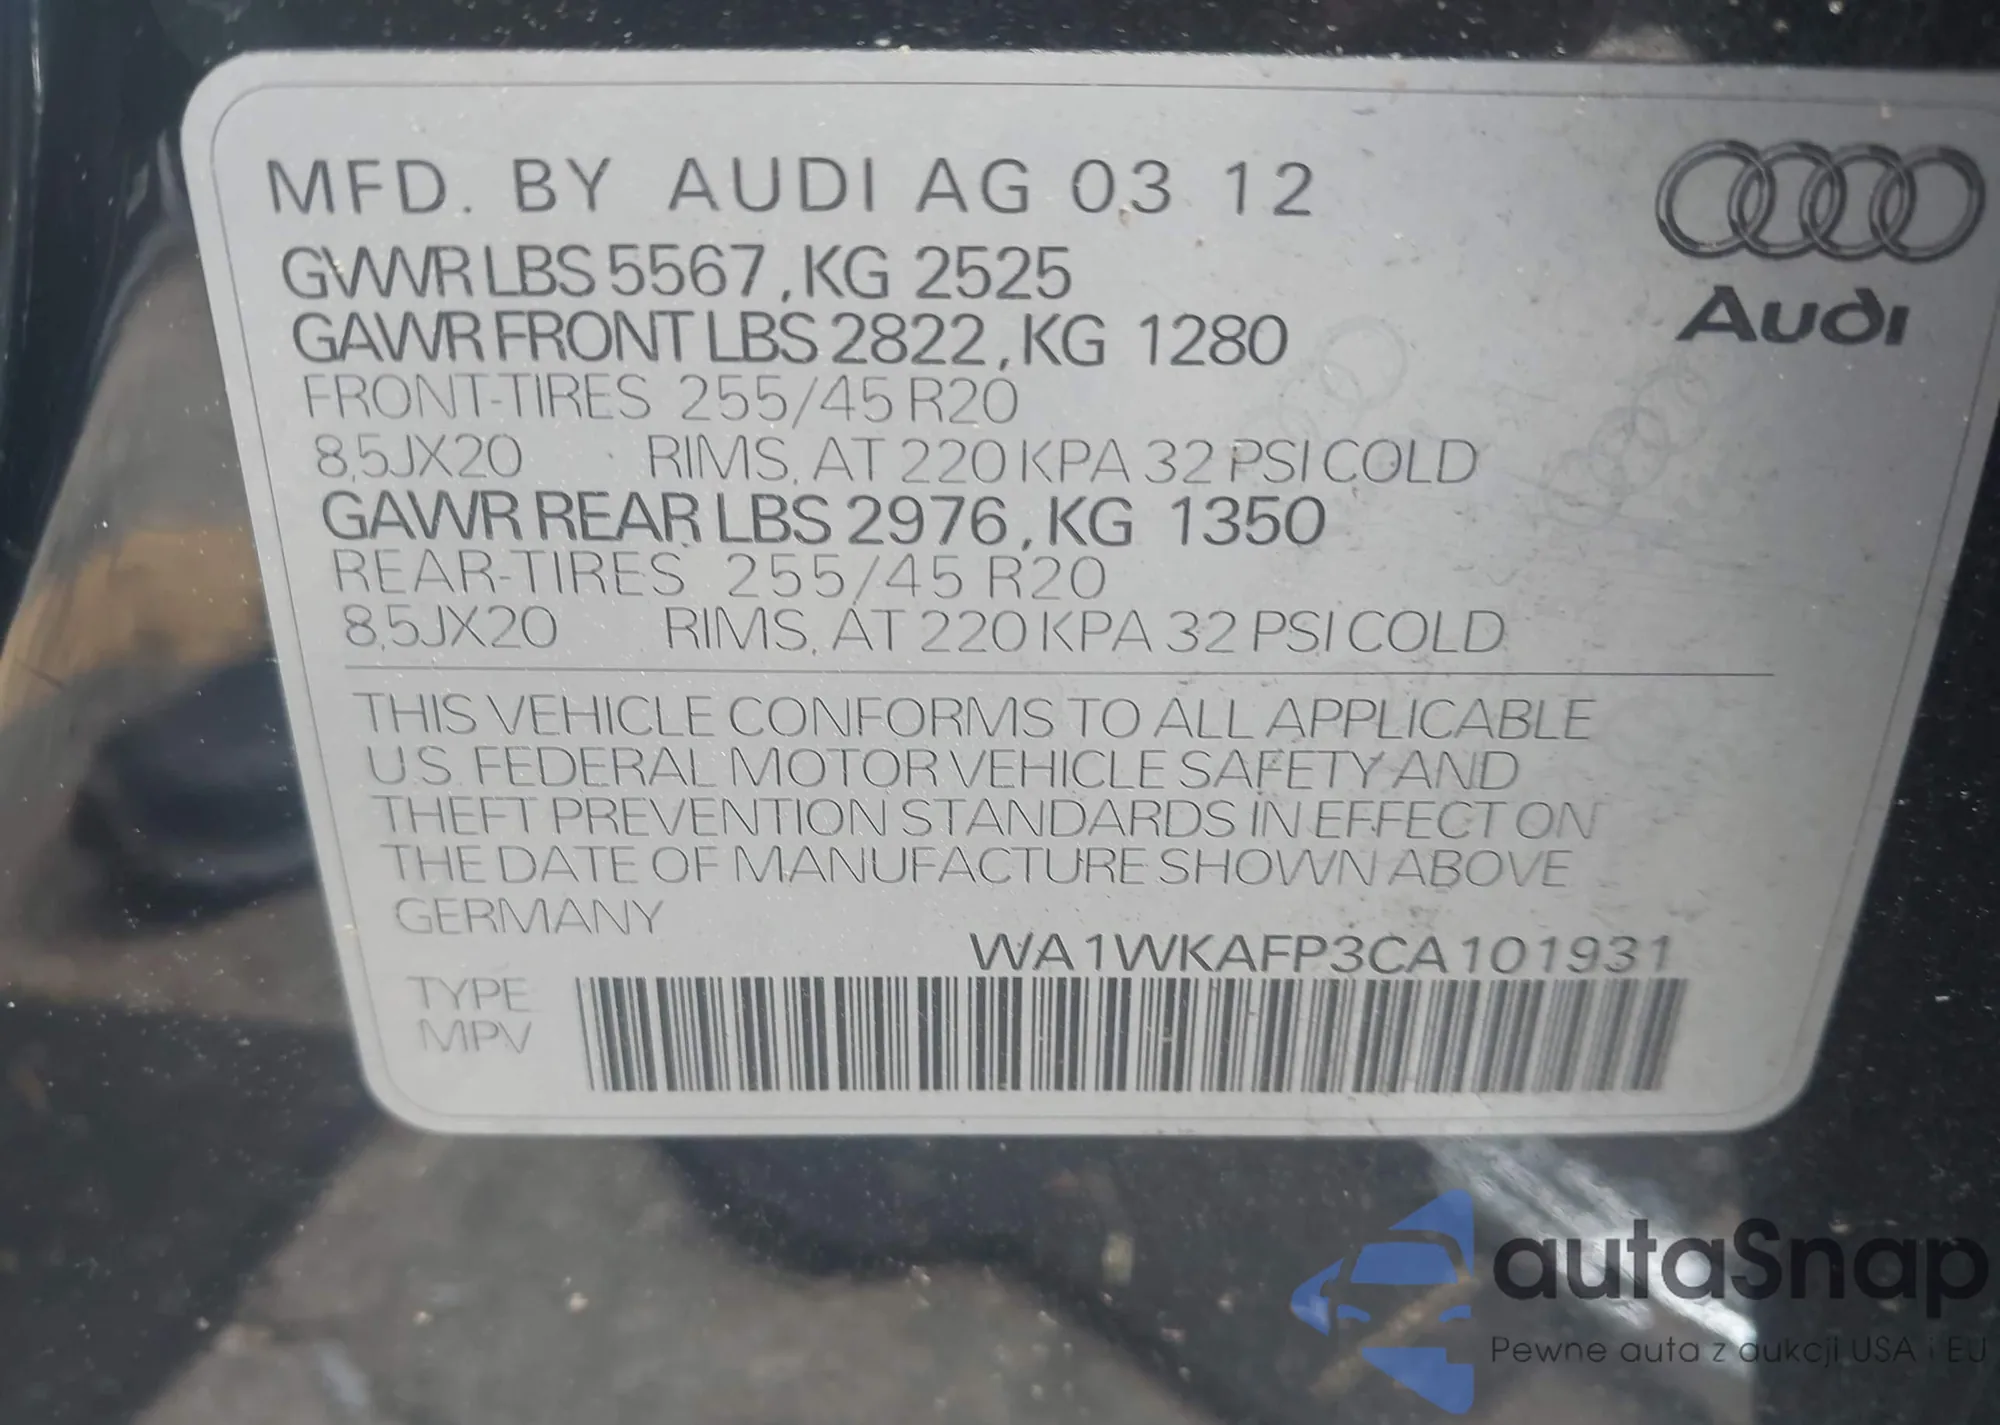 MFD. BY AUDI AG 03 12
GVWR LBS 5567, KG 2525
GAWR FRONT LBS 2822, KG 1280
FRONT-TIRES 255/45 R20
8,5JX20 RIMS, AT 220 KPA 32 PSI COLD
GAWR REAR LBS 2976, KG 1350
REAR-TIRES 255/45 R20
8,5JX20 RIMS, AT 220 KPA 32 PSI COLD
Audi
THIS VEHICLE CONFORMS TO ALL APPLICABLE
U.S. FEDERAL MOTOR VEHICLE SAFETY AND
THEFT PREVENTION STANDARDS IN EFFECT ON
THE DATE OF MANUFACTURE SHOWN ABOVE
GERMANY
WA1WKAFP3CA101931
TYPE
MPV
autaSnap
Pewne auta z aukcji USA i EU